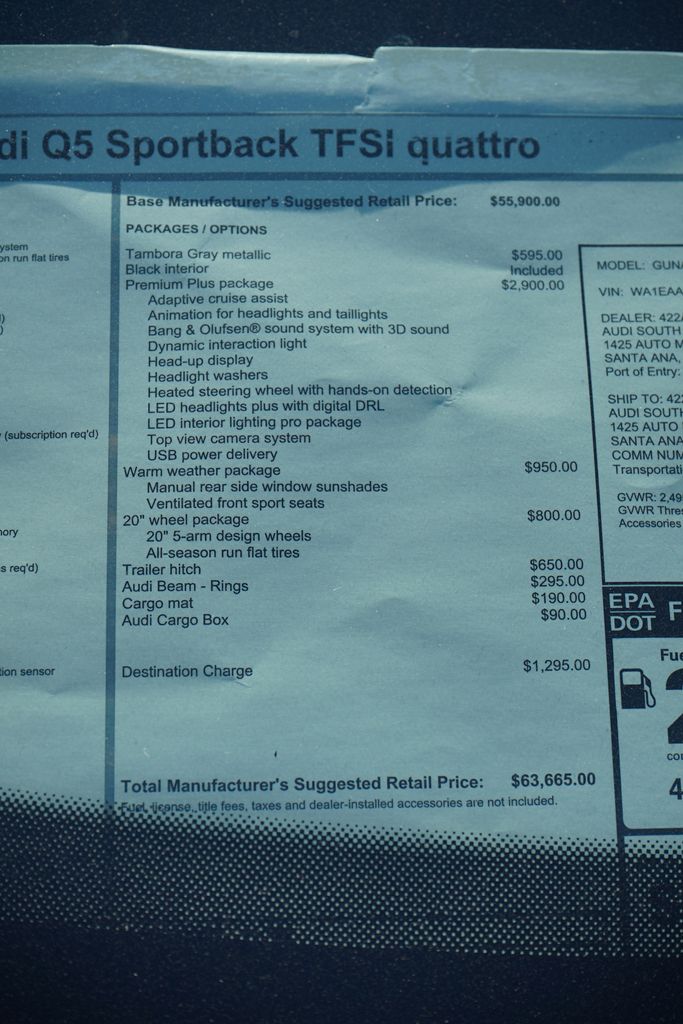 di Q5 Sportback TFSI quattro
ystem
on run flat tires
)
)
(subscription req'd)
ory
s req'd)
tion sensor
Base Manufacturer's Suggested Retail Price: $55,900.00
PACKAGES / OPTIONS
Tambora Gray metallic $595.00
Black interior Included
Premium Plus package $2,900.00
Adaptive cruise assist
Animation for headlights and taillights
Bang & Olufsen® sound system with 3D sound
Dynamic interaction light
Head-up display
Headlight washers
Heated steering wheel with hands-on detection
LED headlights plus with digital DRL
LED interior lighting pro package
Top view camera system
USB power delivery
Warm weather package $950.00
Manual rear side window sunshades
Ventilated front sport seats
20" wheel package $800.00
20" 5-arm design wheels
All-season run flat tires
Trailer hitch $650.00
Audi Beam - Rings $295.00
Cargo mat $190.00
Audi Cargo Box $90.00
Destination Charge $1,295.00
Total Manufacturer's Suggested Retail Price: $63,665.00
Fuel, license, title fees, taxes and dealer-installed accessories are not included.
MODEL: GUN
VIN: WA1EAA
DEALER: 422
AUDI SOUTH
1425 AUTO M
SANTA ANA,
Port of Entry:
SHIP TO: 422
AUDI SOUTH
1425 AUTO
SANTA ANA
COMM NUM
Transportati
GVWR: 2,49
GVWR Thres
Accessories
EPA
DOT F
Fue
2
4